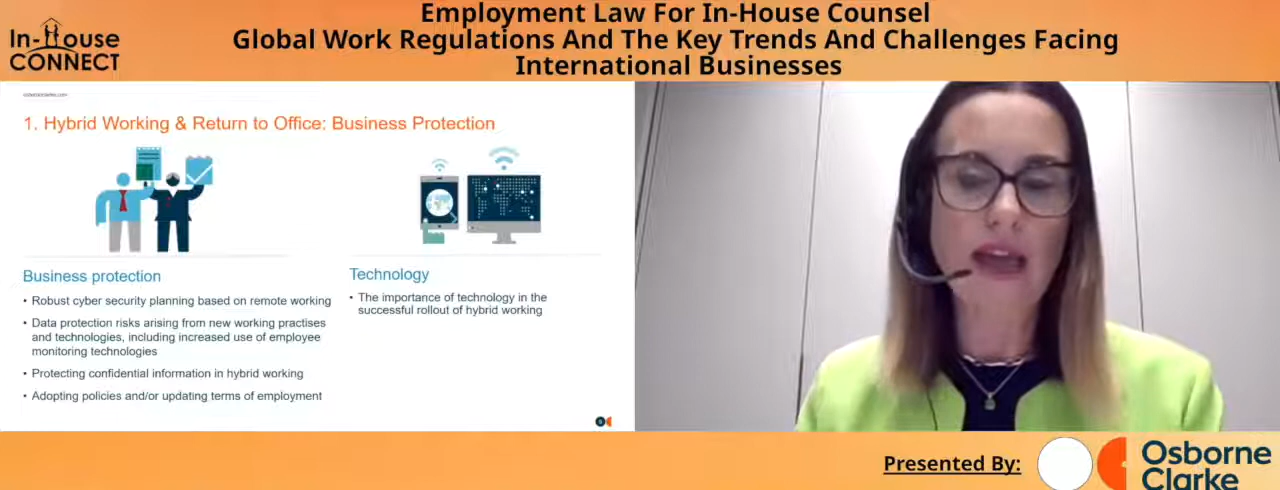 Employment Law For In-House Counsel
Global Work Regulations And The Key Trends And Challenges Facing
International Businesses
In-House
CONNECT
1. Hybrid Working & Return to Office: Business Protection
Business protection
• Robust cyber security planning based on remote working
• Data protection risks arising from new working practises
and technologies, including increased use of employee
monitoring technologies
• Protecting confidential information in hybrid working
• Adopting policies and/or updating terms of employment
Technology
• The importance of technology in the
successful rollout of hybrid working
Presented By:
Osborne
Clarke